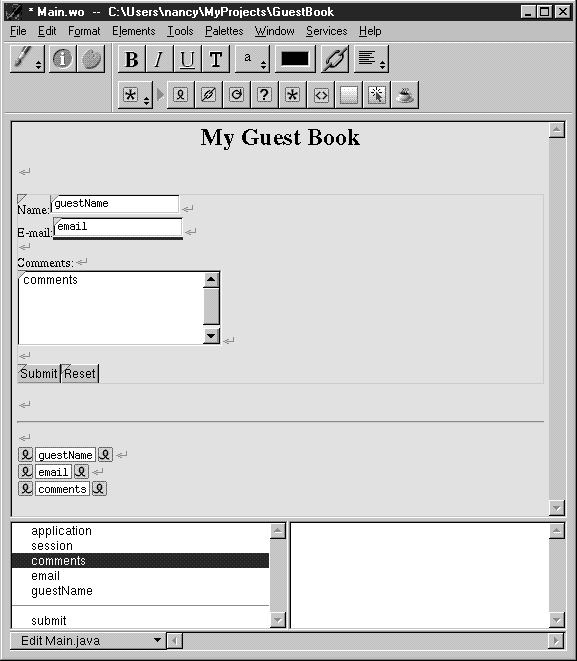 * Main.wo -- C:\Users\nancy\MyProjects\GuestBook
File Edit Format Elements Tools Palettes Window Services Help
B I U T a
? * <>
My Guest Book
Name: guestName
E-mail: email
Comments:
comments
Submit Reset
guestName
email
comments
application
session
comments
email
guestName
submit
Edit Main.java